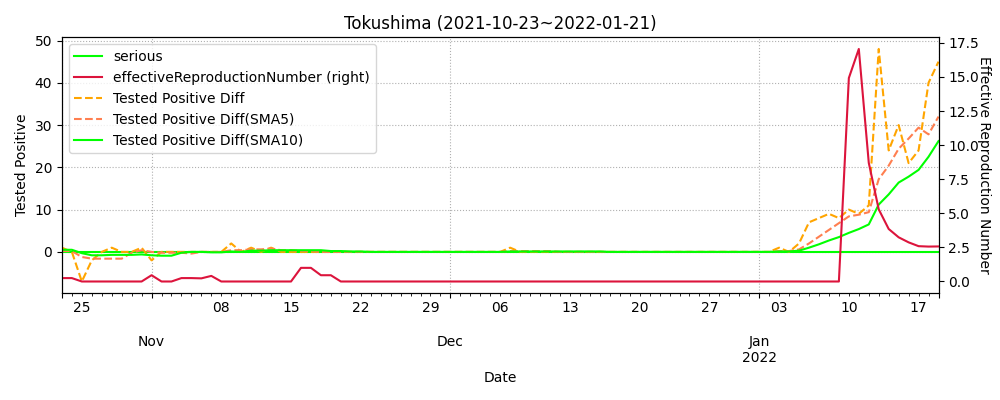 Tokushima (2021-10-23~2022-01-21)
serious
effectiveReproductionNumber (right)
Tested Positive Diff
Tested Positive Diff(SMA5)
Tested Positive Diff(SMA10)
Tested Positive
50
40
30
20
10
0
17.5
15.0
12.5
10.0
7.5
5.0
2.5
0.0
Effective Reproduction Number
25 08 15 22 29 06 13 20 27 03 10 17
Nov Dec Jan
2022
Date